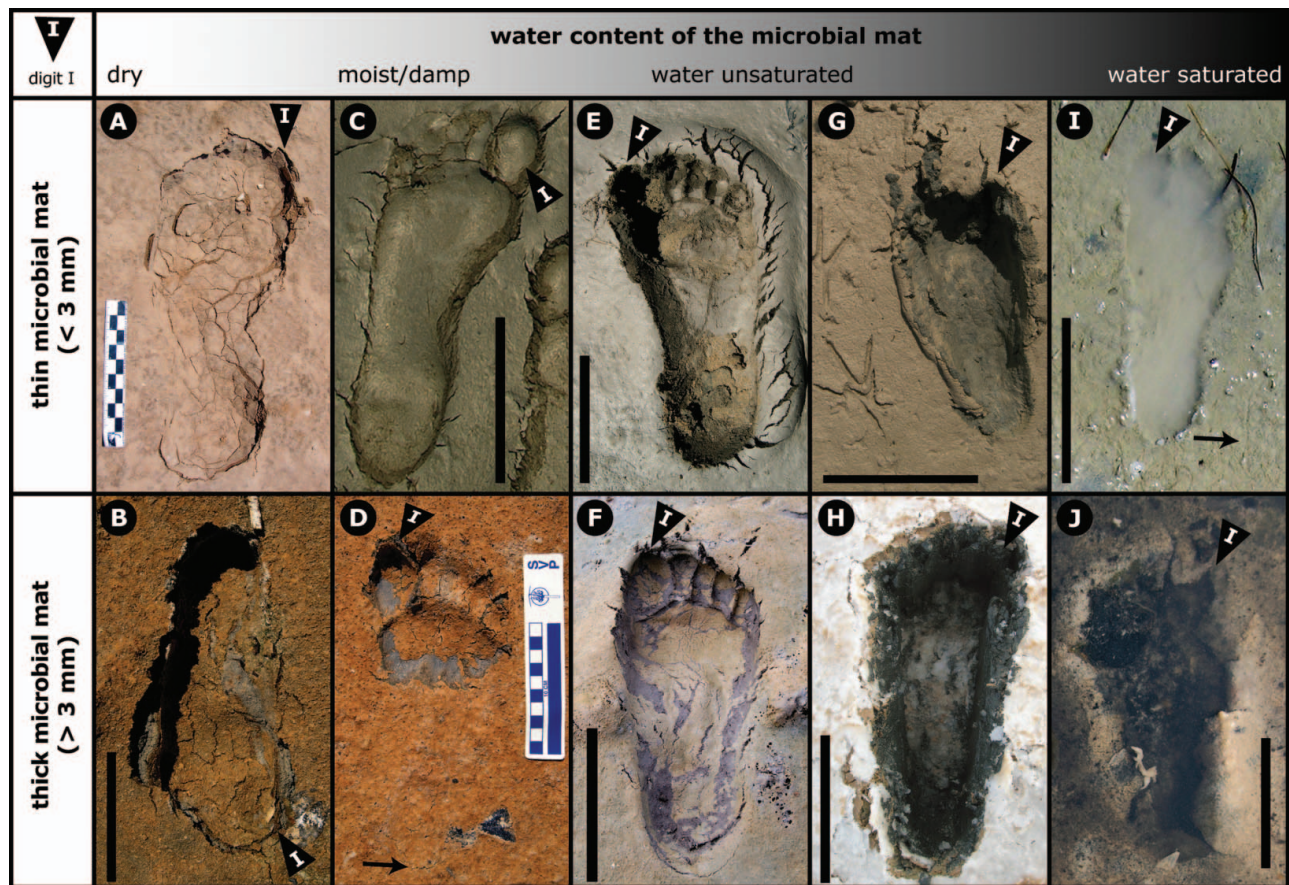 I
digit I
water content of the microbial mat
dry
moist/damp
water unsaturated
water saturated
thin microbial mat
(< 3 mm)
A
I
C
I
E
I
G
I
I
I
thick microbial mat
(> 3 mm)
B
I
D
I
SVP
F
I
H
I
J
I